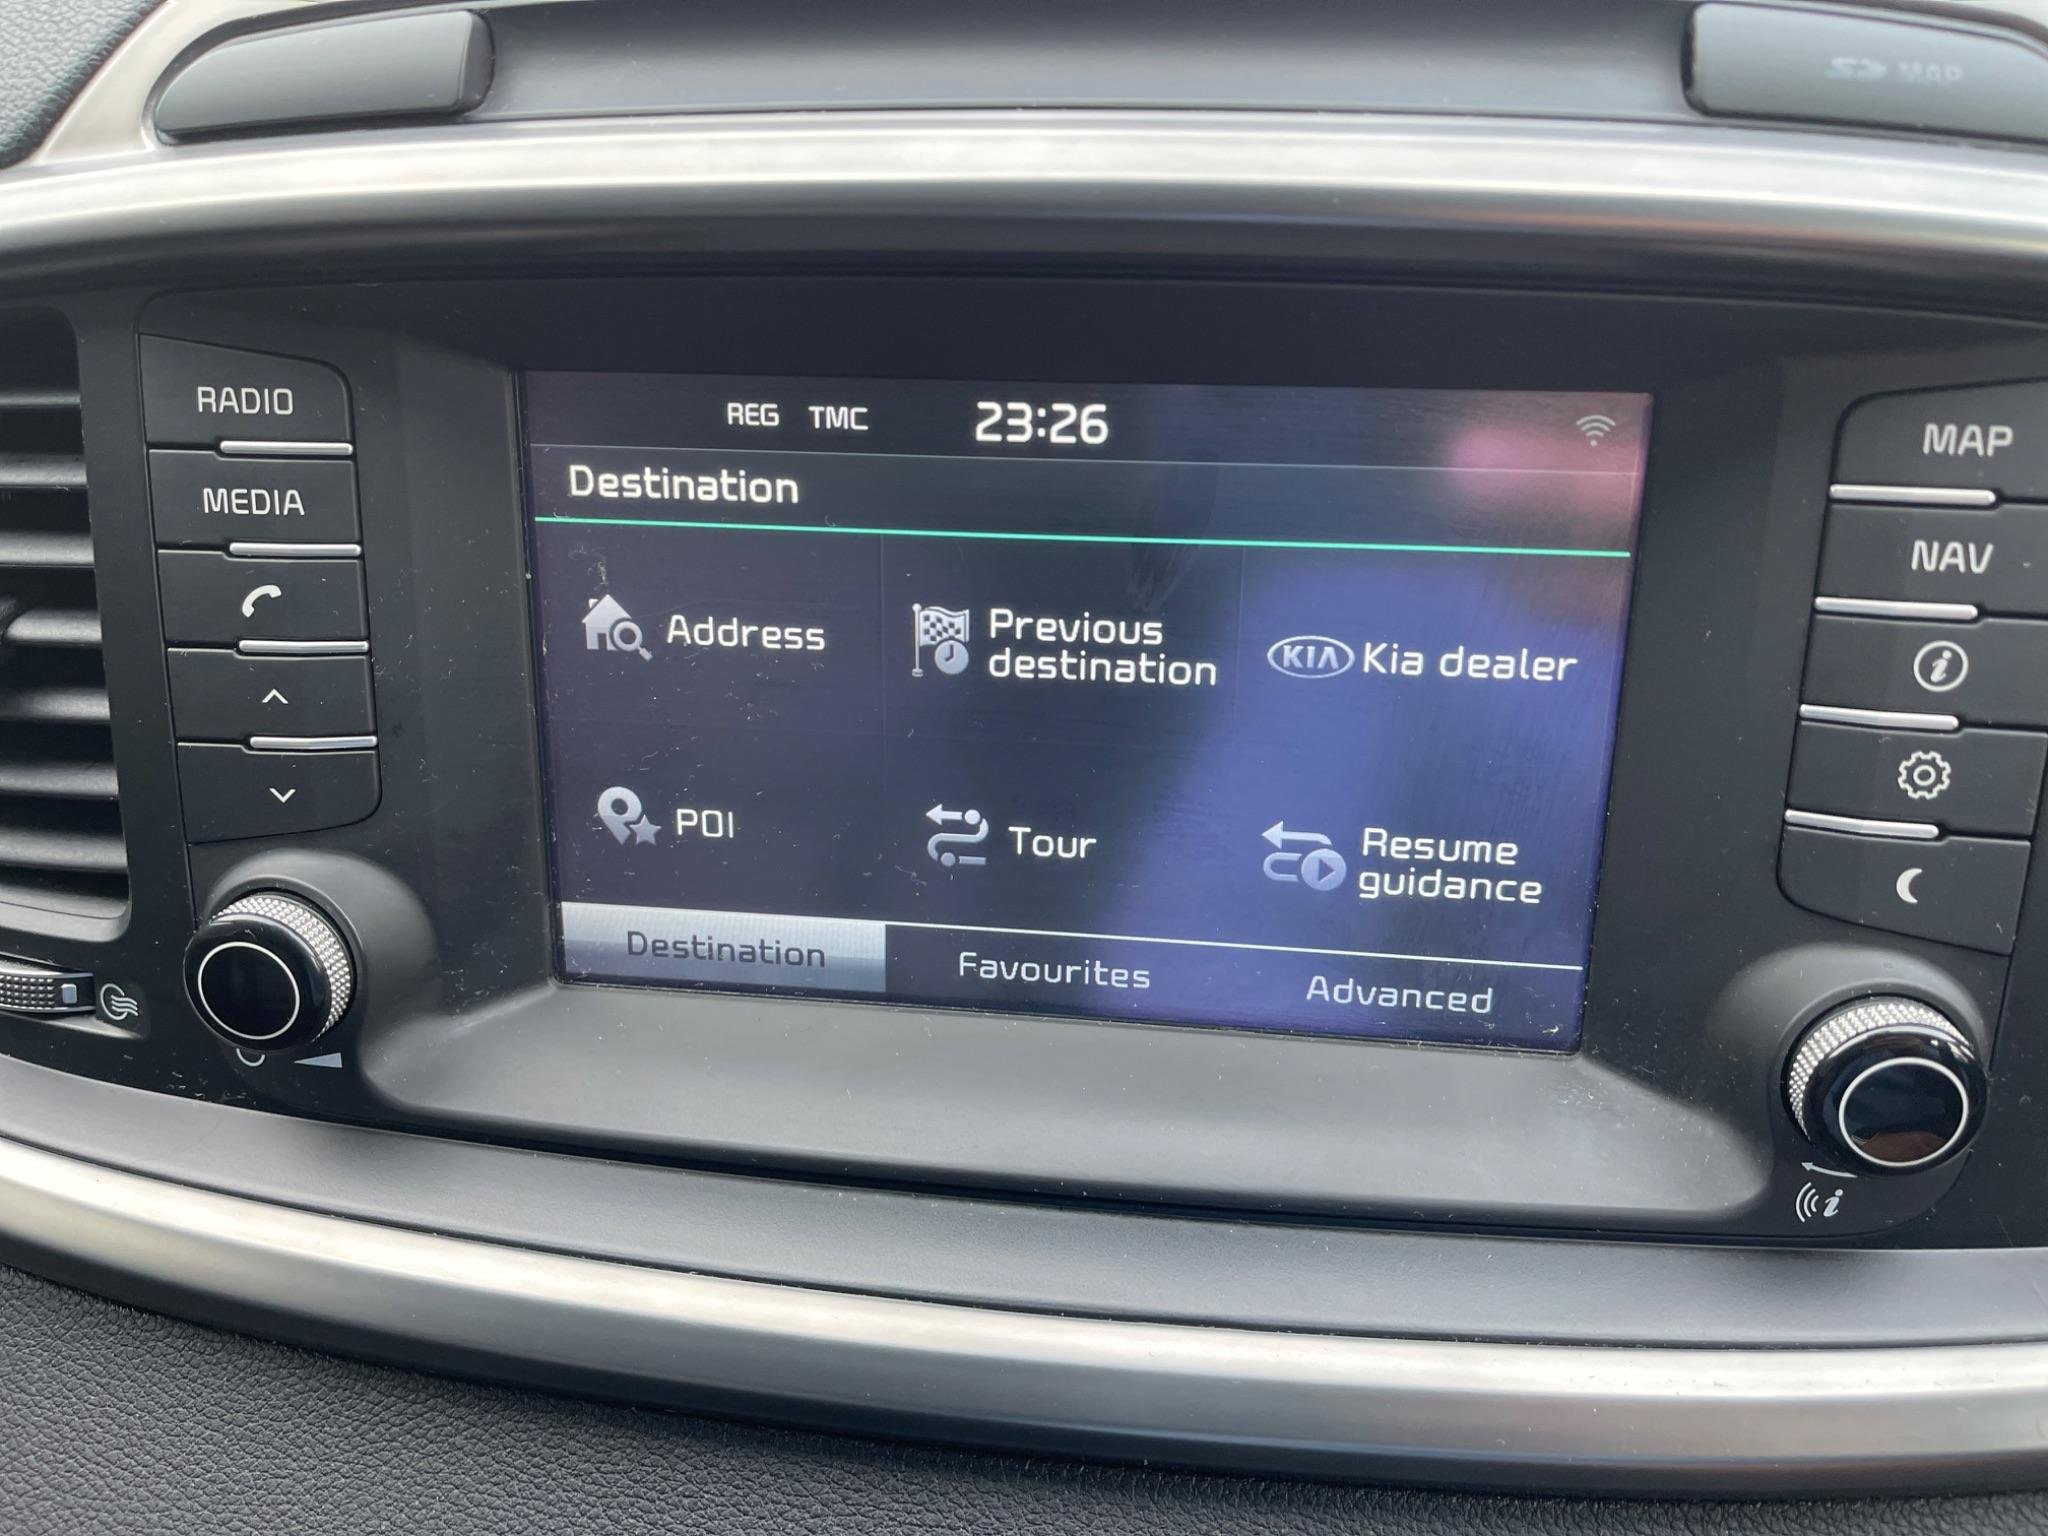 MAP
RADIO
MEDIA
REG TMC 23:26
Destination
Address
Previous
destination
KIA Kia dealer
POI
Tour
Resume
guidance
Destination
Favourites
Advanced
MAP
NAV
i
i